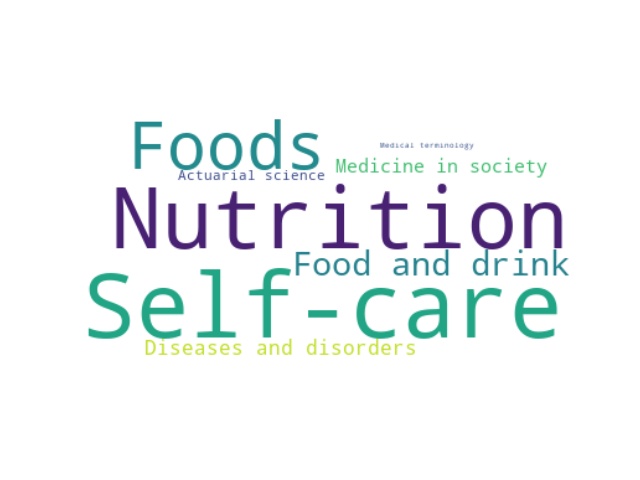 Foods
Medical terminology
Medicine in society
Actuarial science
Nutrition
Food and drink
Self-care
Diseases and disorders